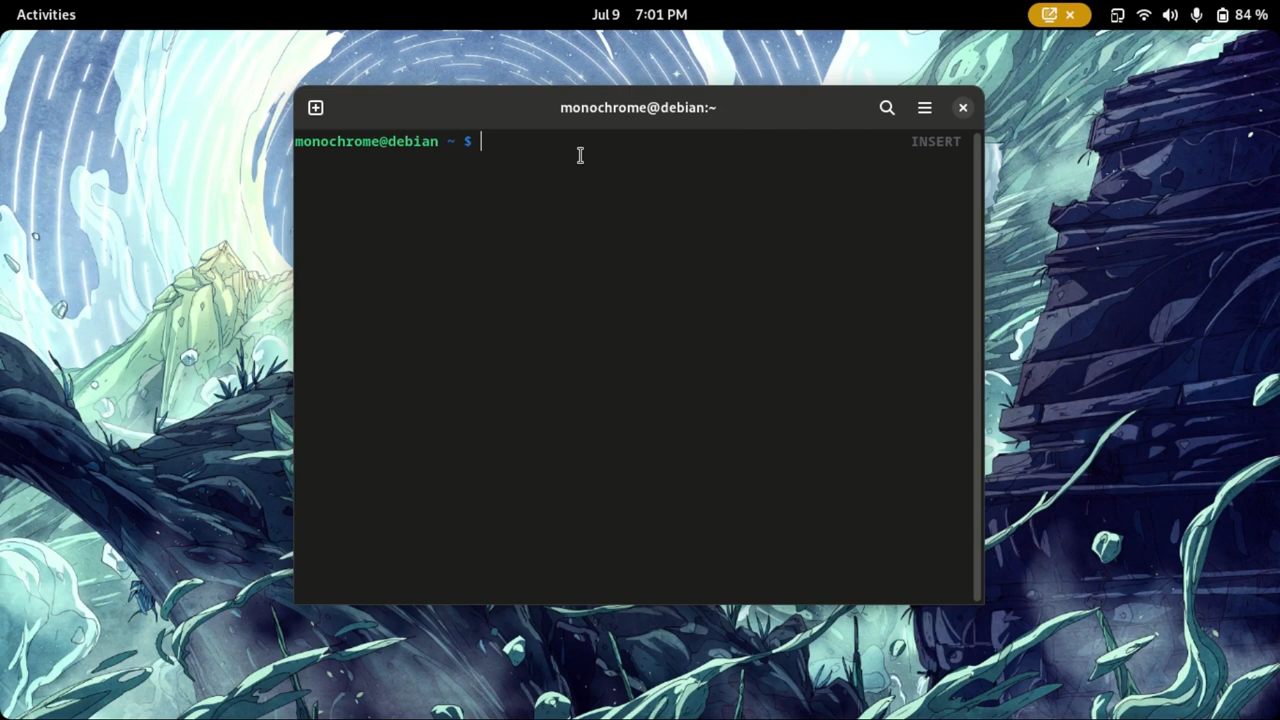 Activities
Jul 9 7:01 PM
84 %
monochrome@debian:~
monochrome@debian ~ $
INSERT